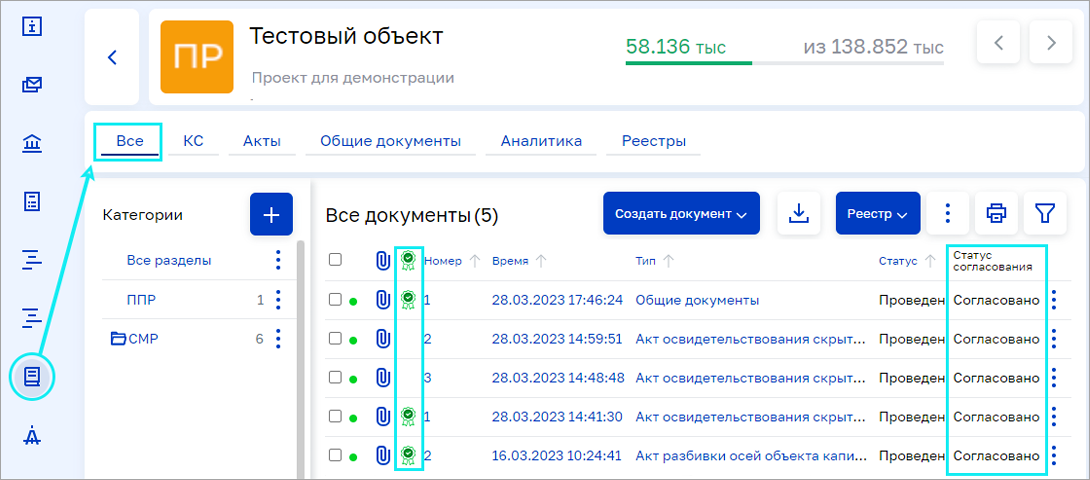 ПР
Тестовый объект
Проект для демонстрации
58.136 тыс
из 138.852 тыс
Все
КС
Акты
Общие документы
Аналитика
Реестры
Категории
+
Все разделы
ППР 1
СМР 6
Все документы (5)
Создать документ
Реестр
Номер Время Тип Статус Статус согласования
1 28.03.2023 17:46:24 Общие документы Проведен Согласовано
2 28.03.2023 14:59:51 Акт освидетельствования скрыт... Проведен Согласовано
3 28.03.2023 14:48:48 Акт освидетельствования скрыт... Проведен Согласовано
1 28.03.2023 14:41:30 Акт освидетельствования скрыт... Проведен Согласовано
2 16.03.2023 10:24:41 Акт разбивки осей объекта капи... Проведен Согласовано